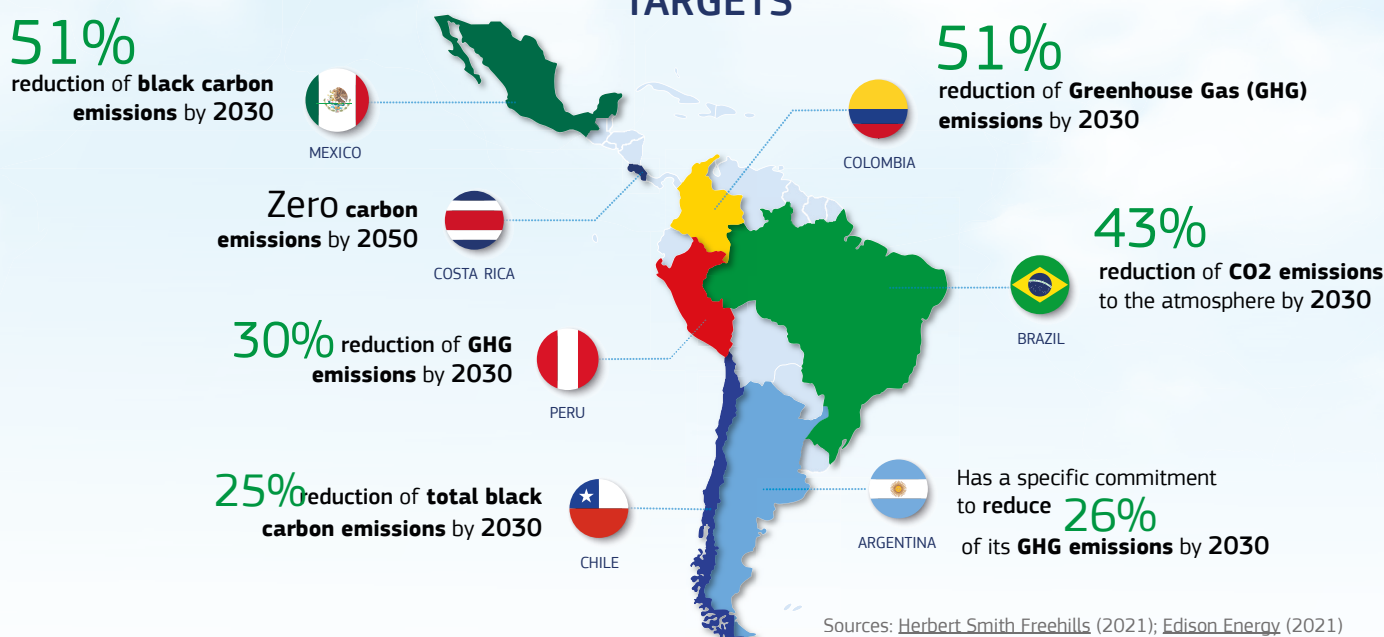 TARGETS
51%
reduction of black carbon
emissions by 2030
MEXICO
51%
reduction of Greenhouse Gas (GHG)
emissions by 2030
COLOMBIA
Zero carbon
emissions by 2050
COSTA RICA
43%
reduction of CO2 emissions
to the atmosphere by 2030
BRAZIL
30% reduction of GHG
emissions by 2030
PERU
25% reduction of total black
carbon emissions by 2030
CHILE
Has a specific commitment
to reduce 26%
of its GHG emissions by 2030
ARGENTINA
Sources: Herbert Smith Freehills (2021); Edison Energy (2021)